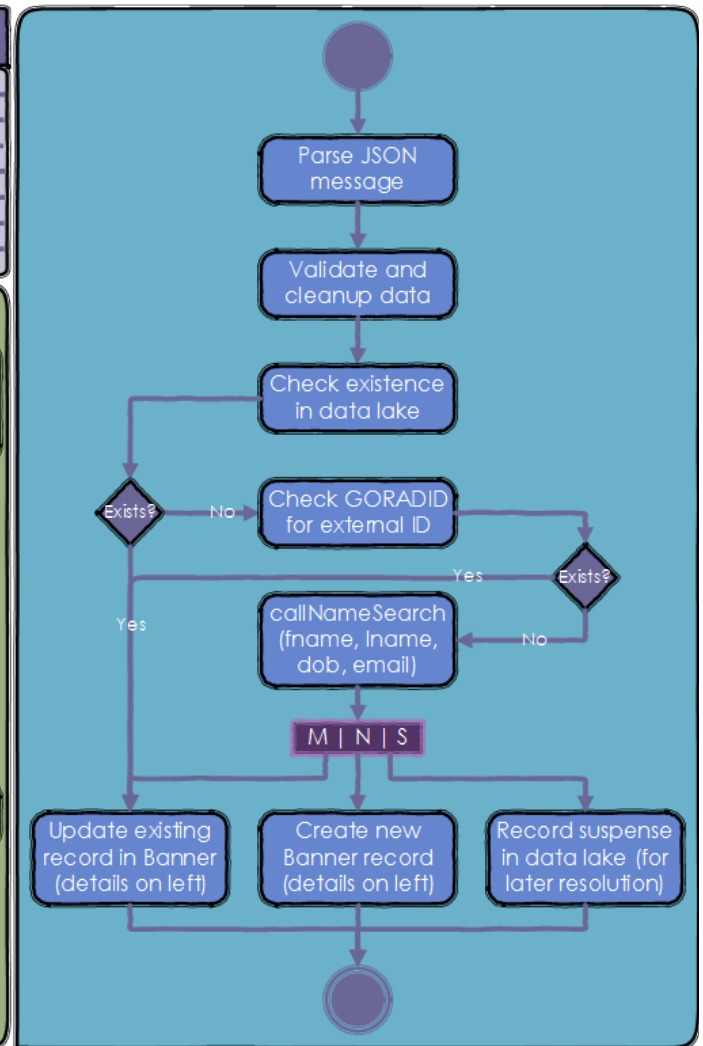 Parse JSON
message
Validate and
cleanup data
Check existence
in data lake
Exists?
No
Check GORADID
for external ID
Exists?
Yes
Yes
callNameSearch
(fname, lname,
dob, email)
No
M | N | S
Update existing
record in Banner
(details on left)
Create new
Banner record
(details on left)
Record suspense
in data lake (for
later resolution)